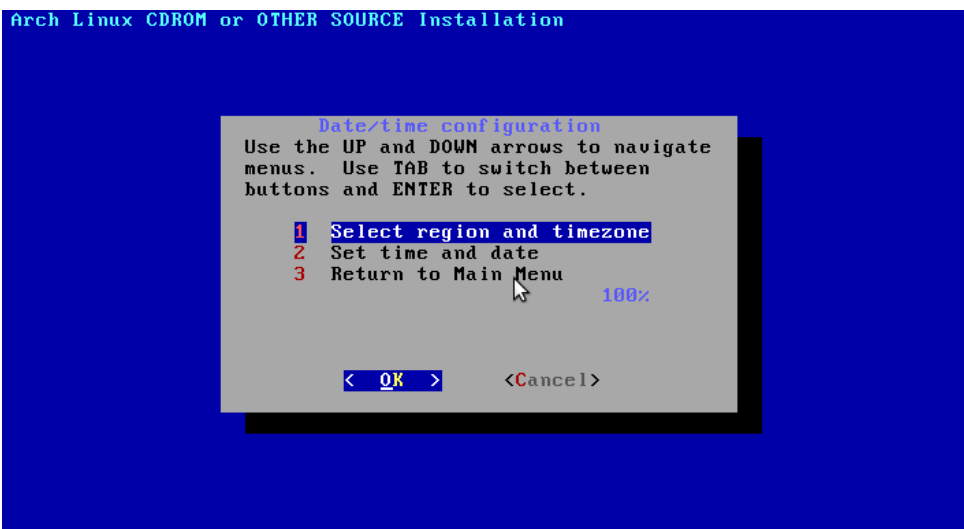 Arch Linux CDROM or OTHER SOURCE Installation
Date/time configuration
Use the UP and DOWN arrows to navigate
menus.  Use TAB to switch between
buttons and ENTER to select.
1  Select region and timezone
2  Set time and date
3  Return to Main Menu
100%
<  OK  >     <Cancel>